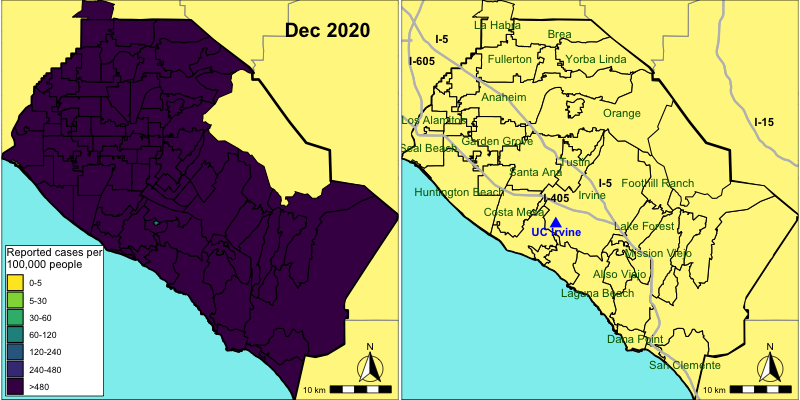 Dec 2020
Reported cases per
100,000 people
0-5
5-30
30-60
60-120
120-240
240-480
>480
N
10 km
La Habra
Brea
I-5
I-605
Fullerton
Yorba Linda
Anaheim
Orange
Los Alamitos
I-15
Seal Beach
Garden Grove
Tustin
Santa Ana
I-5
Foothill Ranch
Huntington Beach
Irvine
I-405
Costa Mesa
UC Irvine
Lake Forest
Mission Viejo
Aliso Viejo
Laguna Beach
Dana Point
San Clemente
N
10 km